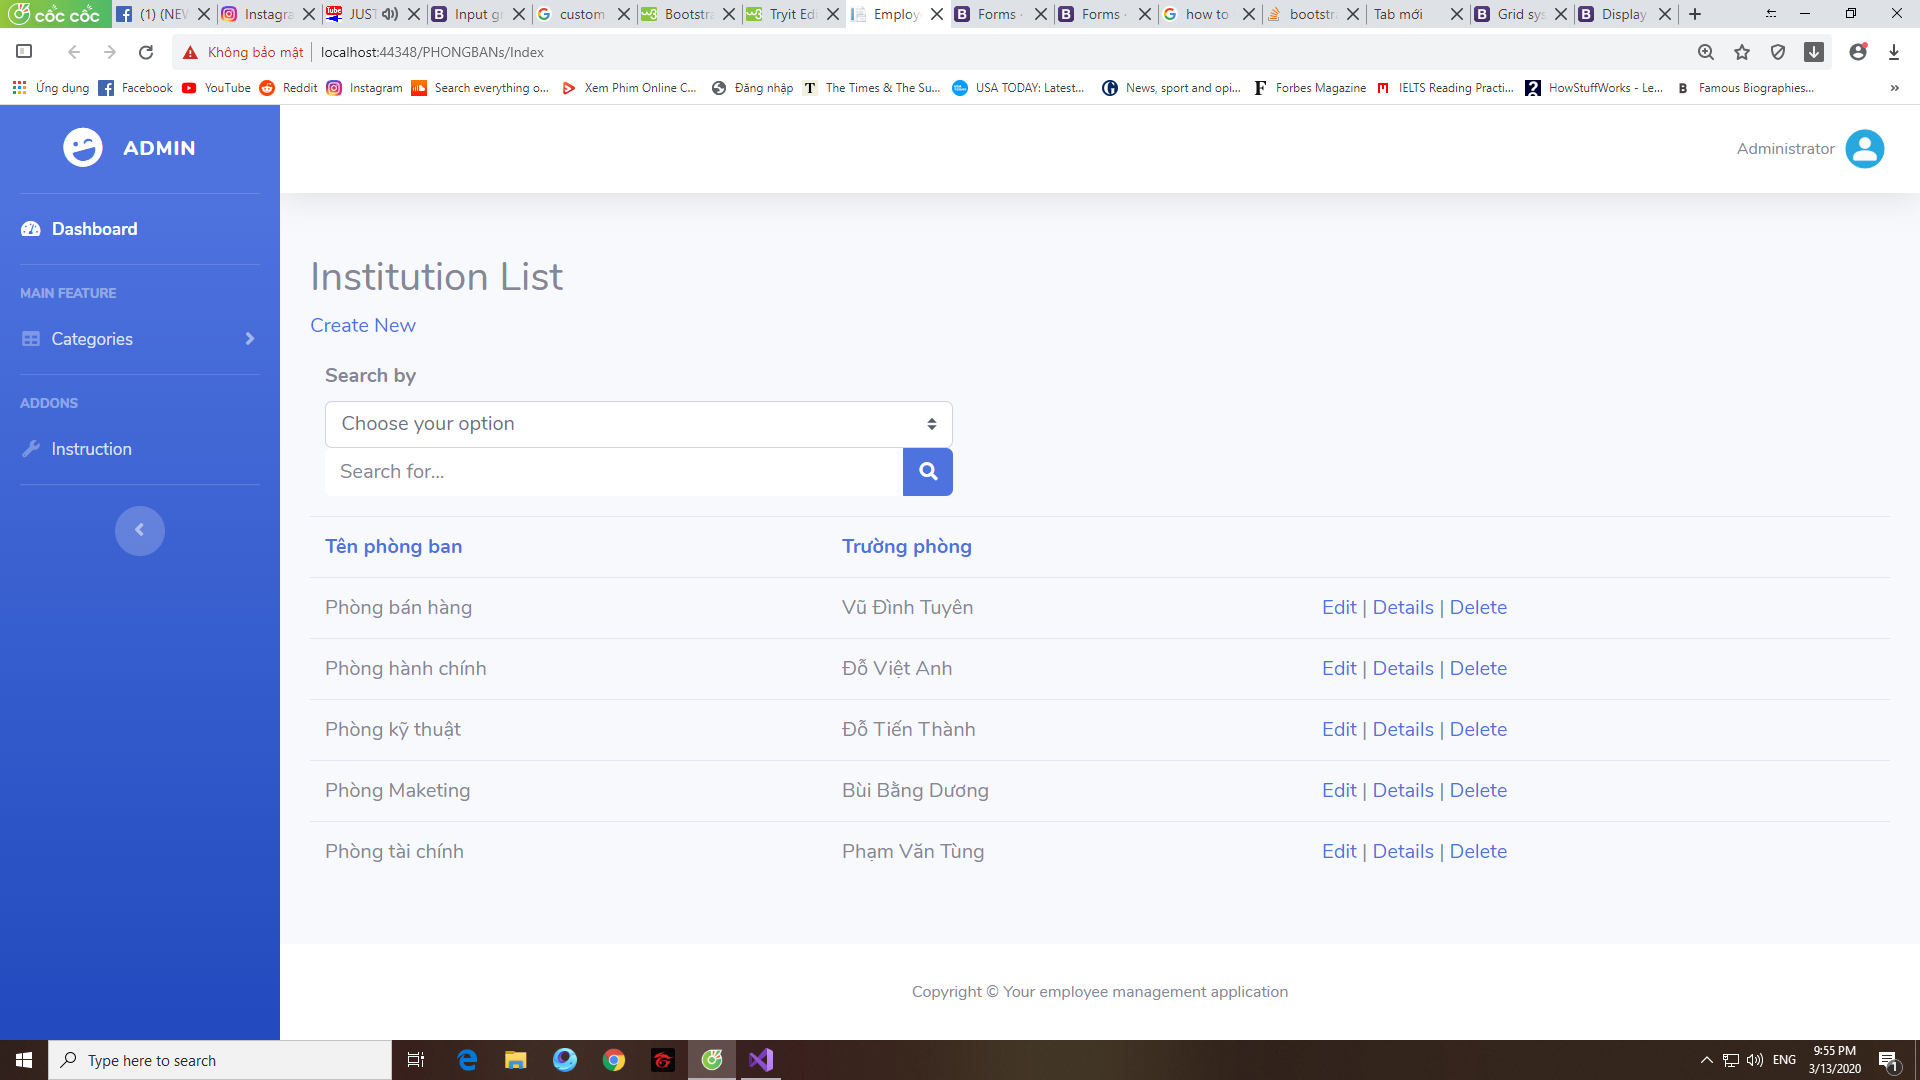 cốc cốc (1) (NEW Instagra JUST Input gr custom Bootstra Tryit Edi Employ Forms · Forms · how to bootstra Tab mới Grid sys Display
Không bảo mật localhost:44348/PHONGBANs/Index
Ứng dụng Facebook YouTube Reddit Instagram Search everything o... Xem Phim Online C... Đăng nhập The Times & The Su... USA TODAY: Latest... News, sport and opi... Forbes Magazine IELTS Reading Practi... HowStuffWorks - Le... Famous Biographies... »
ADMIN
Administrator
Dashboard
MAIN FEATURE
Categories
ADDONS
Instruction
Institution List
Create New
Search by
Choose your option
Search for...
Tên phòng ban Trường phòng
Phòng bán hàng Vũ Đình Tuyên Edit | Details | Delete
Phòng hành chính Đỗ Việt Anh Edit | Details | Delete
Phòng kỹ thuật Đỗ Tiến Thành Edit | Details | Delete
Phòng Maketing Bùi Bằng Dương Edit | Details | Delete
Phòng tài chính Phạm Văn Tùng Edit | Details | Delete
Copyright © Your employee management application
Type here to search
ENG
9:55 PM
3/13/2020
1